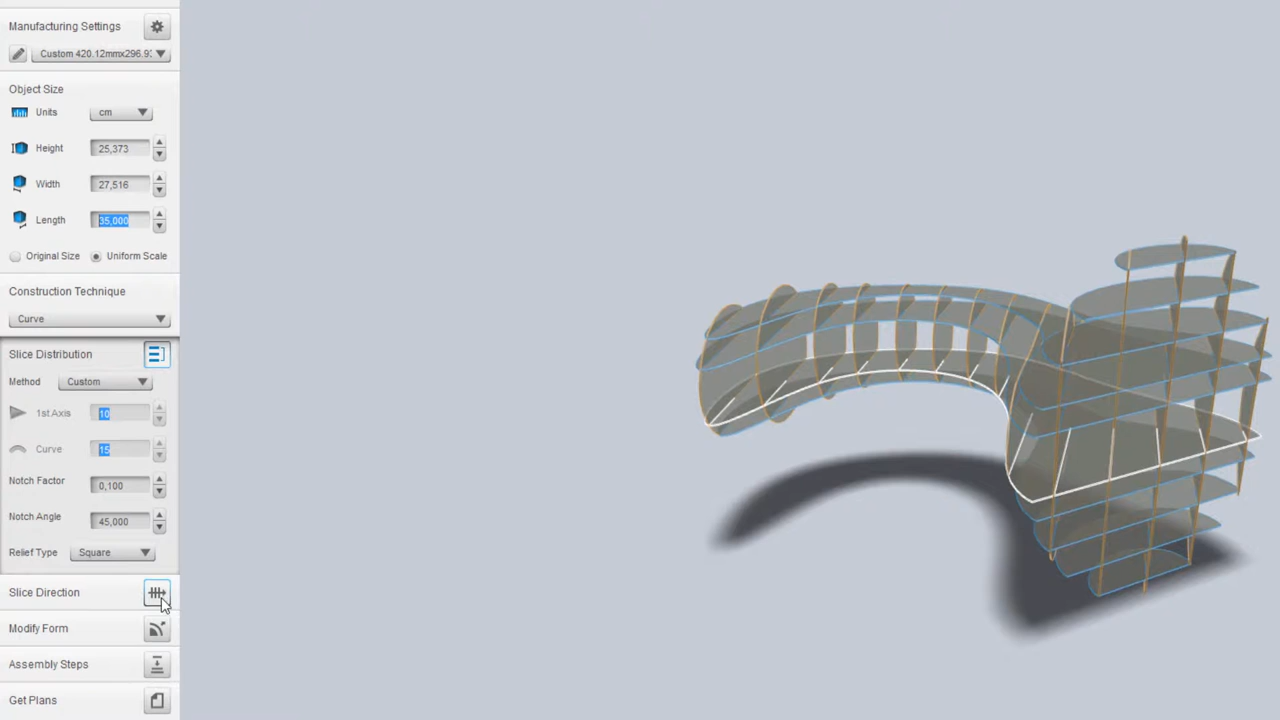 Manufacturing Settings
Custom 420.12mmx296.9
Object Size
Units cm
Height 25,373
Width 27,516
Length 35,000
Original Size Uniform Scale
Construction Technique
Curve
Slice Distribution
Method Custom
1st.Axis 10
Curve 15
Notch Factor 0,100
Notch Angle 45,000
Relief Type Square
Slice Direction
Modify Form
Assembly Steps
Get Plans